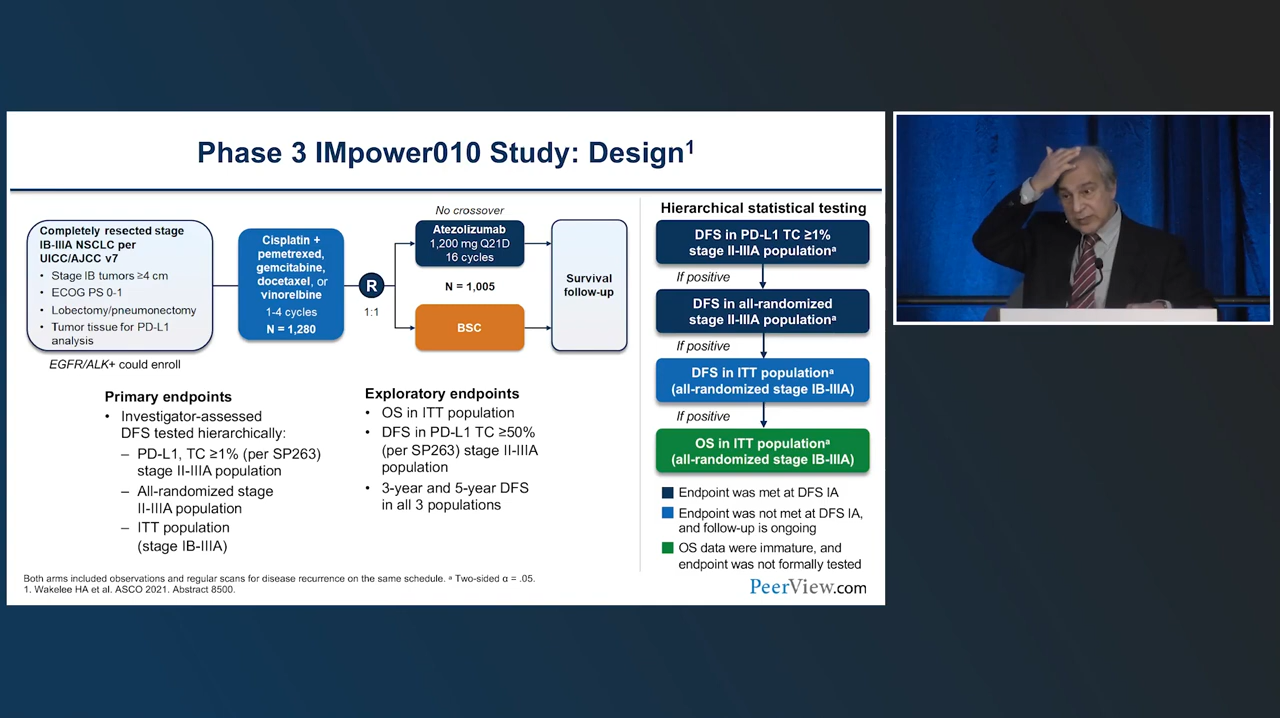 Phase 3 IMpower010 Study: Design¹
Completely resected stage
IB-IIIA NSCLC per
UICC/AJCC v7
• Stage IB tumors ≥4 cm
• ECOG PS 0-1
• Lobectomy/pneumonectomy
• Tumor tissue for PD-L1
analysis
EGFR/ALK+ could enroll
Cisplatin +
pemetrexed,
gemcitabine,
docetaxel, or
vinorelbine
1-4 cycles
N = 1,280
R
1:1
No crossover
Atezolizumab
1,200 mg Q21D
16 cycles
N = 1,005
BSC
Survival
follow-up
Primary endpoints
• Investigator-assessed
DFS tested hierarchically:
– PD-L1, TC ≥1% (per SP263)
stage II-IIIA population
– All-randomized stage
II-IIIA population
– ITT population
(stage IB-IIIA)
Exploratory endpoints
• OS in ITT population
• DFS in PD-L1 TC ≥50%
(per SP263) stage II-IIIA
population
• 3-year and 5-year DFS
in all 3 populations
Hierarchical statistical testing
DFS in PD-L1 TC ≥1%
stage II-IIIA populationᵃ
If positive
DFS in all-randomized
stage II-IIIA populationᵃ
If positive
DFS in ITT populationᵃ
(all-randomized stage IB-IIIA)
If positive
OS in ITT populationᵃ
(all-randomized stage IB-IIIA)
Endpoint was met at DFS IA
Endpoint was not met at DFS IA,
and follow-up is ongoing
OS data were immature, and
endpoint was not formally tested
Both arms included observations and regular scans for disease recurrence on the same schedule. ᵃ Two-sided α = .05.
1. Wakelee HA et al. ASCO 2021. Abstract 8500.
PeerView.com